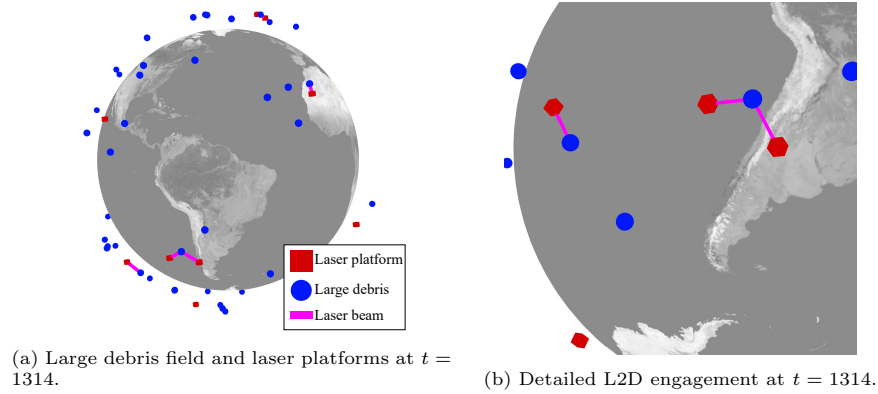 Laser platform
Large debris
Laser beam
(a) Large debris field and laser platforms at t =
1314.
(b) Detailed L2D engagement at t = 1314.